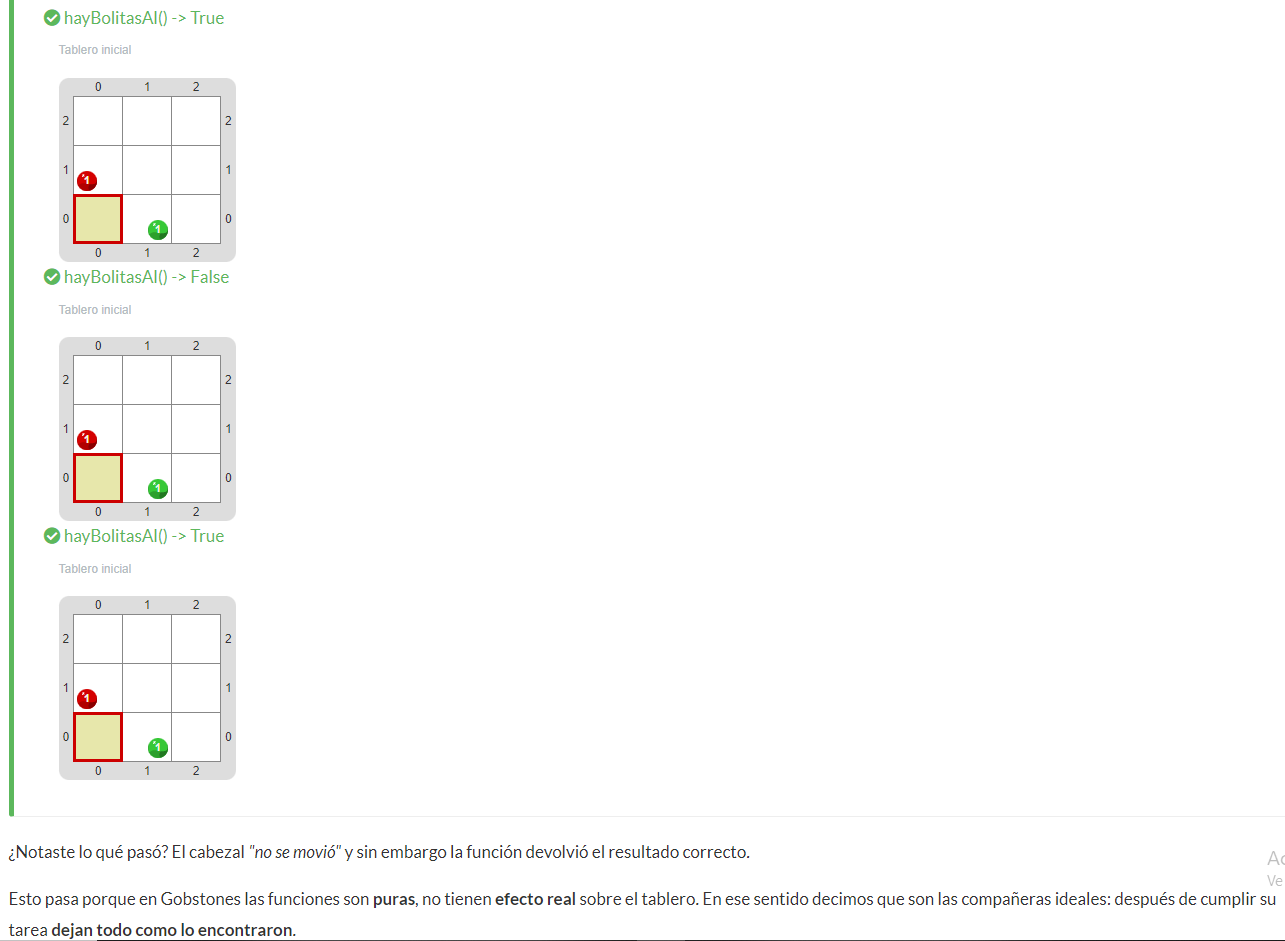 hayBolitasAl() -> True
Tablero inicial
0 1 2
2 2
1 1 1
0 1 0
0 1 2
hayBolitasAl() -> False
Tablero inicial
0 1 2
2 2
1 1 1
0 1 0
0 1 2
hayBolitasAl() -> True
Tablero inicial
0 1 2
2 2
1 1 1
0 1 0
0 1 2
¿Notaste lo qué pasó? El cabezal "no se movió" y sin embargo la función devolvió el resultado correcto.
Esto pasa porque en Gobstones las funciones son puras, no tienen efecto real sobre el tablero. En ese sentido decimos que son las compañeras ideales: después de cumplir su
tarea dejan todo como lo encontraron.